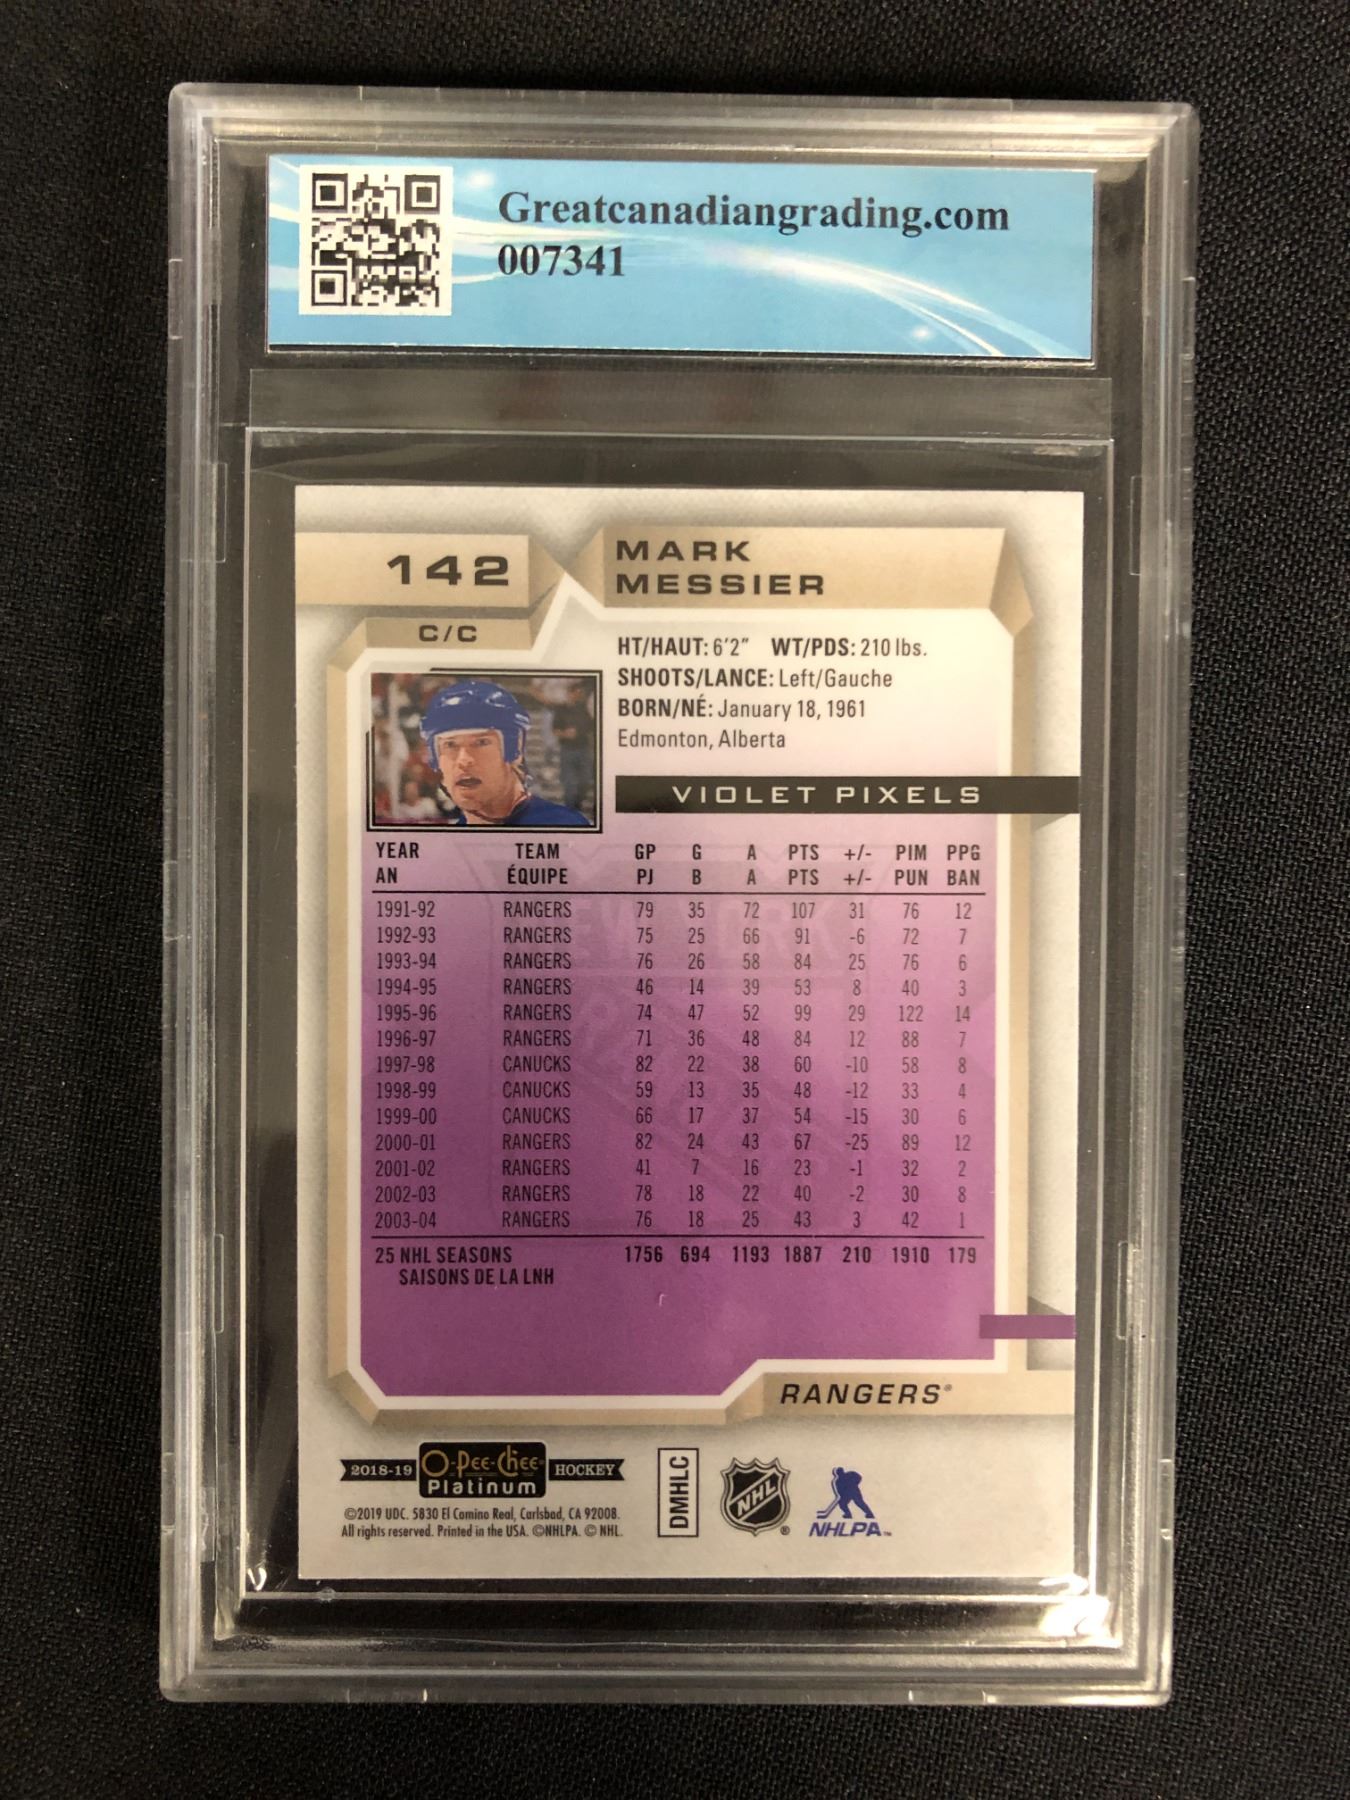 Greatcanadiangrading.com
007341
142
MARK
MESSIER
C/C
HT/HAUT: 6'2" WT/PDS: 210 lbs.
SHOOTS/LANCE: Left/Gauche
BORN/NÉ: January 18, 1961
Edmonton, Alberta
VIOLET PIXELS
YEAR TEAM GP G A PTS +/- PIM PPG
AN ÉQUIPE PJ B A PTS +/- PUN BAN
1991-92 RANGERS 79 35 72 107 31 76 12
1992-93 RANGERS 75 25 66 91 -6 72 7
1993-94 RANGERS 76 26 58 84 25 76 6
1994-95 RANGERS 46 14 39 53 8 40 3
1995-96 RANGERS 74 47 52 99 29 122 14
1996-97 RANGERS 71 36 48 84 12 88 7
1997-98 CANUCKS 82 22 38 60 -10 58 8
1998-99 CANUCKS 59 13 35 48 -12 33 4
1999-00 CANUCKS 66 17 37 54 -15 30 6
2000-01 RANGERS 82 24 43 67 -25 89 12
2001-02 RANGERS 41 7 16 23 -1 32 2
2002-03 RANGERS 78 18 22 40 -2 30 8
2003-04 RANGERS 76 18 25 43 3 42 1
25 NHL SEASONS 1756 694 1193 1887 210 1910 179
SAISONS DE LA LNH
RANGERS®
2018-19 O-Pee-Chee® HOCKEY
Platinum
©2019 UDC. 5830 El Camino Real, Carlsbad, CA 92008.
All rights reserved. Printed in the USA. ©NHLPA. © NHL.
DMHLC
NHL ®
NHLPA™